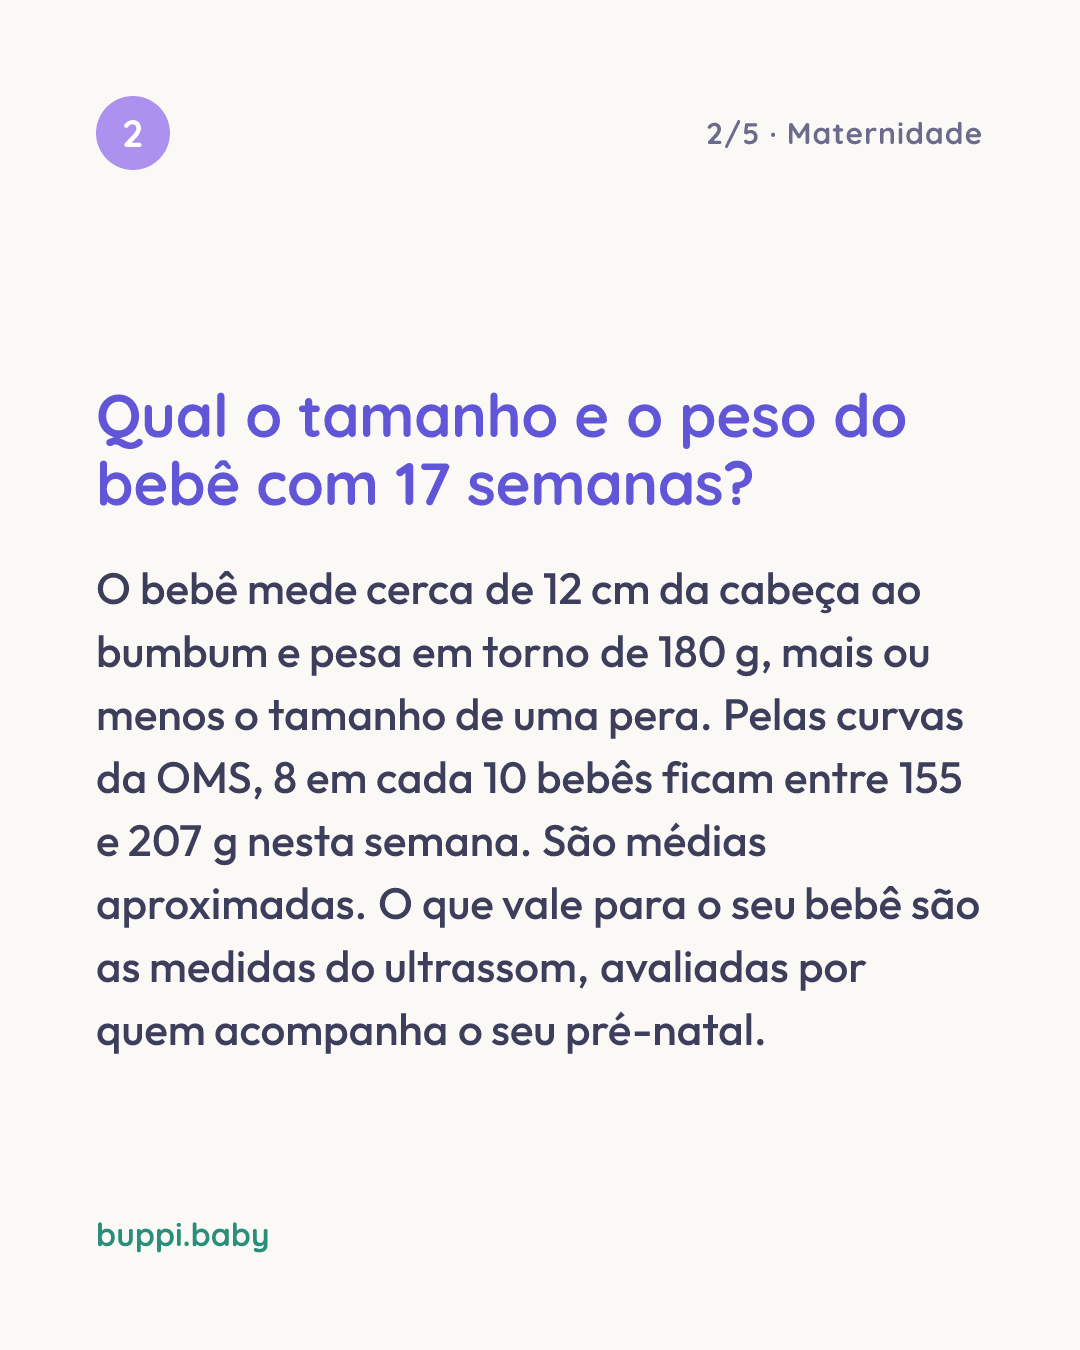 2
2/5 · Maternidade
Qual o tamanho e o peso do
bebê com 17 semanas?
O bebê mede cerca de 12 cm da cabeça ao
bumbum e pesa em torno de 180 g, mais ou
menos o tamanho de uma pera. Pelas curvas
da OMS, 8 em cada 10 bebês ficam entre 155
e 207 g nesta semana. São médias
aproximadas. O que vale para o seu bebê são
as medidas do ultrassom, avaliadas por
quem acompanha o seu pré-natal.
buppi.baby